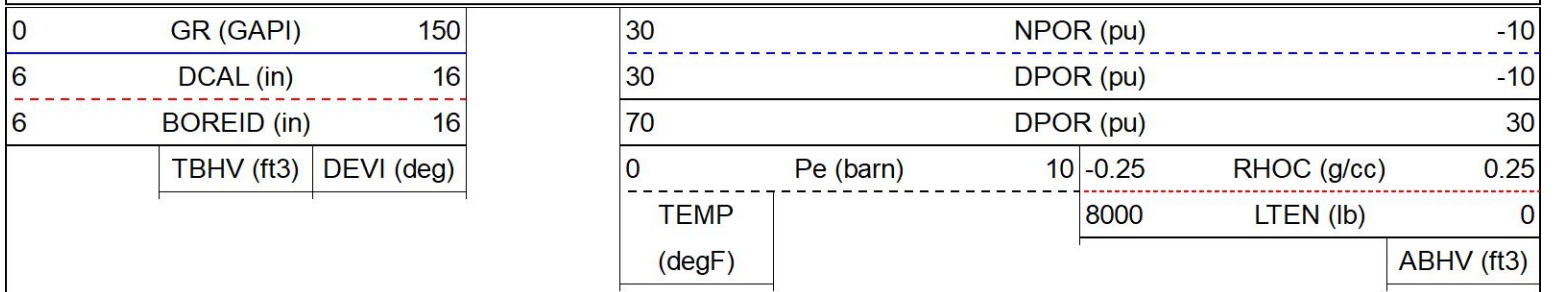 0 GR (GAPI) 150 30 NPOR (pu) -10
6 DCAL (in) 16 30 DPOR (pu) -10
6 BOREID (in) 16 70 DPOR (pu) 30
TBHV (ft3) DEVI (deg) 0 Pe (barn) 10 -0.25 RHOC (g/cc) 0.25
TEMP 8000 LTEN (lb) 0
(degF) ABHV (ft3)